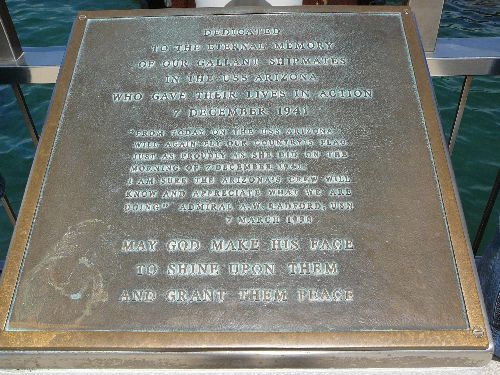 DEDICATED
TO THE ETERNAL MEMORY
OF OUR GALLANT SHIPMATES
IN THE USS ARIZONA
WHO GAVE THEIR LIVES IN ACTION
7 DECEMBER 1941
"FROM TODAY ON THE USS ARIZONA
WILL AGAIN FLY OUR COUNTRY'S FLAG
JUST AS PROUDLY AS SHE DID ON THE
MORNING OF 7 DECEMBER 1941.
I AM SURE THE ARIZONA'S CREW WILL
KNOW AND APPRECIATE WHAT WE ARE
DOING" ADMIRAL A.W. RADFORD, USN
7 MARCH 1950
MAY GOD MAKE HIS FACE
TO SHINE UPON THEM
AND GRANT THEM PEACE